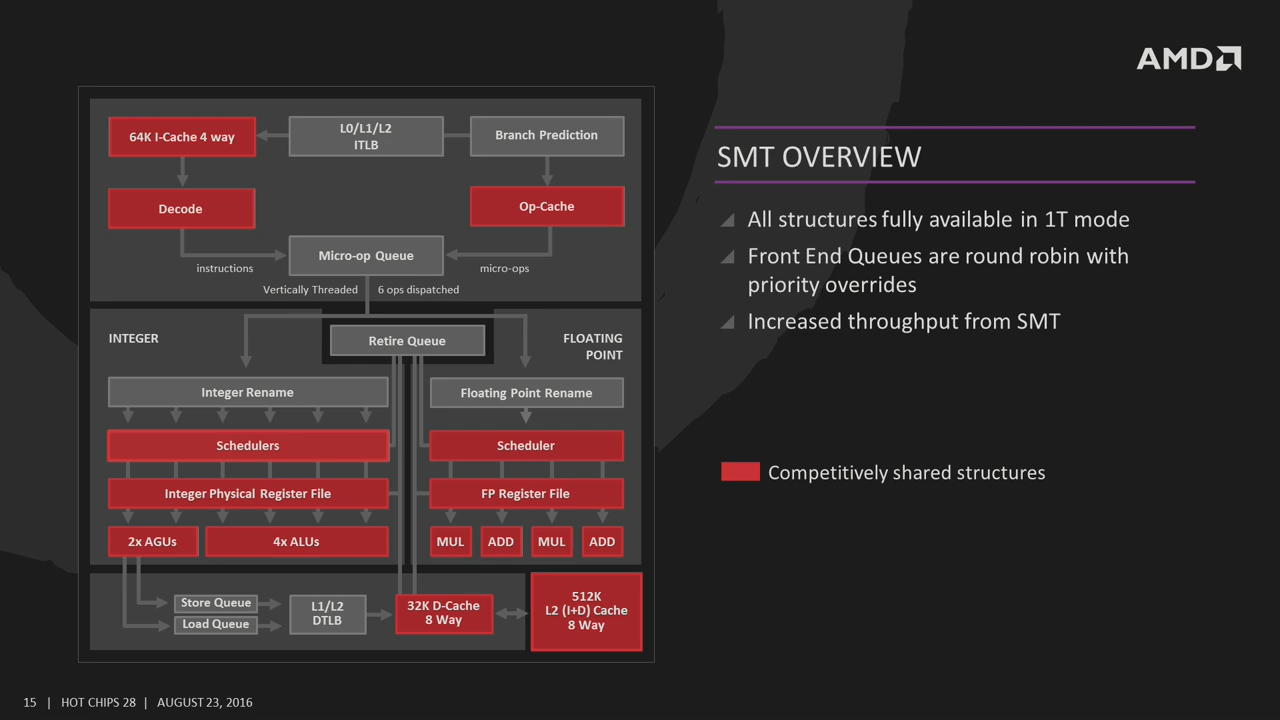 AMD
64K I-Cache 4 way
L0/L1/L2
ITLB
Branch Prediction
Decode
Op-Cache
Micro-op Queue
instructions
micro-ops
Vertically Threaded
6 ops dispatched
INTEGER
Retire Queue
FLOATING
POINT
Integer Rename
Floating Point Rename
Schedulers
Scheduler
Integer Physical Register File
FP Register File
2x AGUs
4x ALUs
MUL
ADD
MUL
ADD
Store Queue
Load Queue
L1/L2
DTLB
32K D-Cache
8 Way
512K
L2 (I+D) Cache
8 Way
SMT OVERVIEW
All structures fully available in 1T mode
Front End Queues are round robin with
priority overrides
Increased throughput from SMT
Competitively shared structures
15 | HOT CHIPS 28 | AUGUST 23, 2016